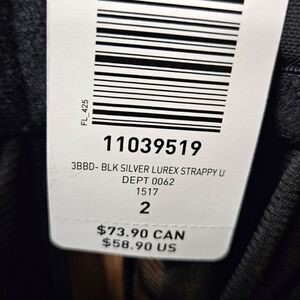 FL_425
11039519
3BBD- BLK SILVER LUREX STRAPPY U
DEPT 0062
1517
2
$73.90 CAN
$58.90 US